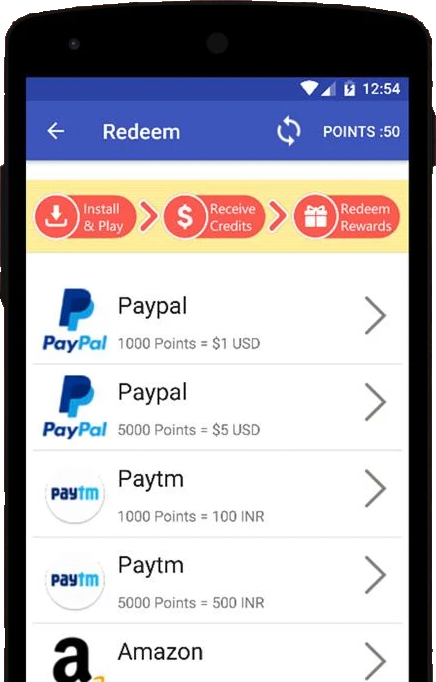 12:54
Redeem
POINTS :50
Install
& Play
Receive
Credits
Redeem
Rewards
PayPal
Paypal
1000 Points = $1 USD
PayPal
Paypal
5000 Points = $5 USD
paytm
Paytm
1000 Points = 100 INR
paytm
Paytm
5000 Points = 500 INR
a
Amazon